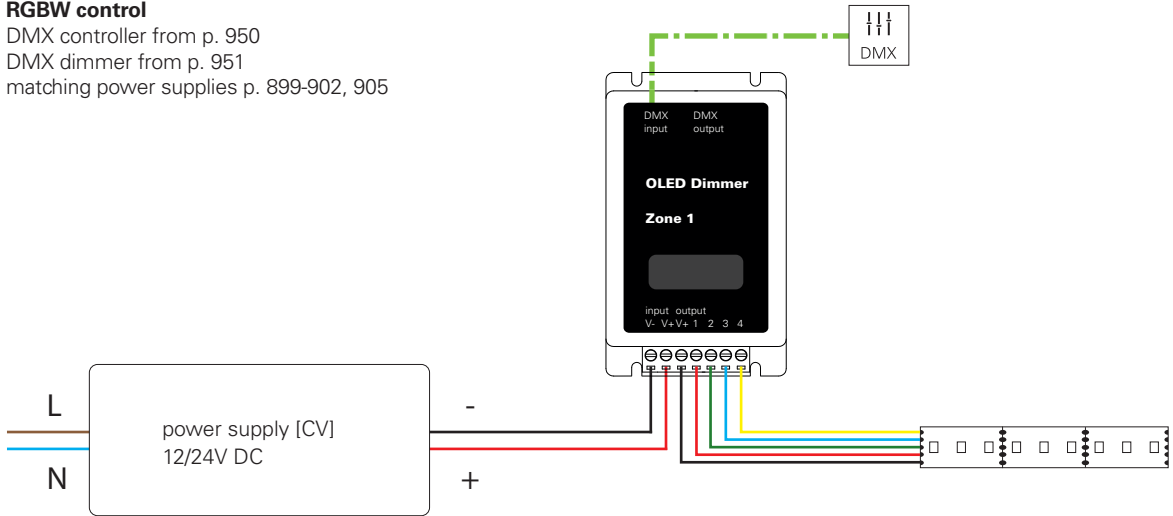 RGBW control
DMX controller from p. 950
DMX dimmer from p. 951
matching power supplies p. 899-902, 905
DMX
DMX DMX
input output
OLED Dimmer
Zone 1
input output
V- V+ V+ 1 2 3 4
L
N
power supply [CV]
12/24V DC
-
+